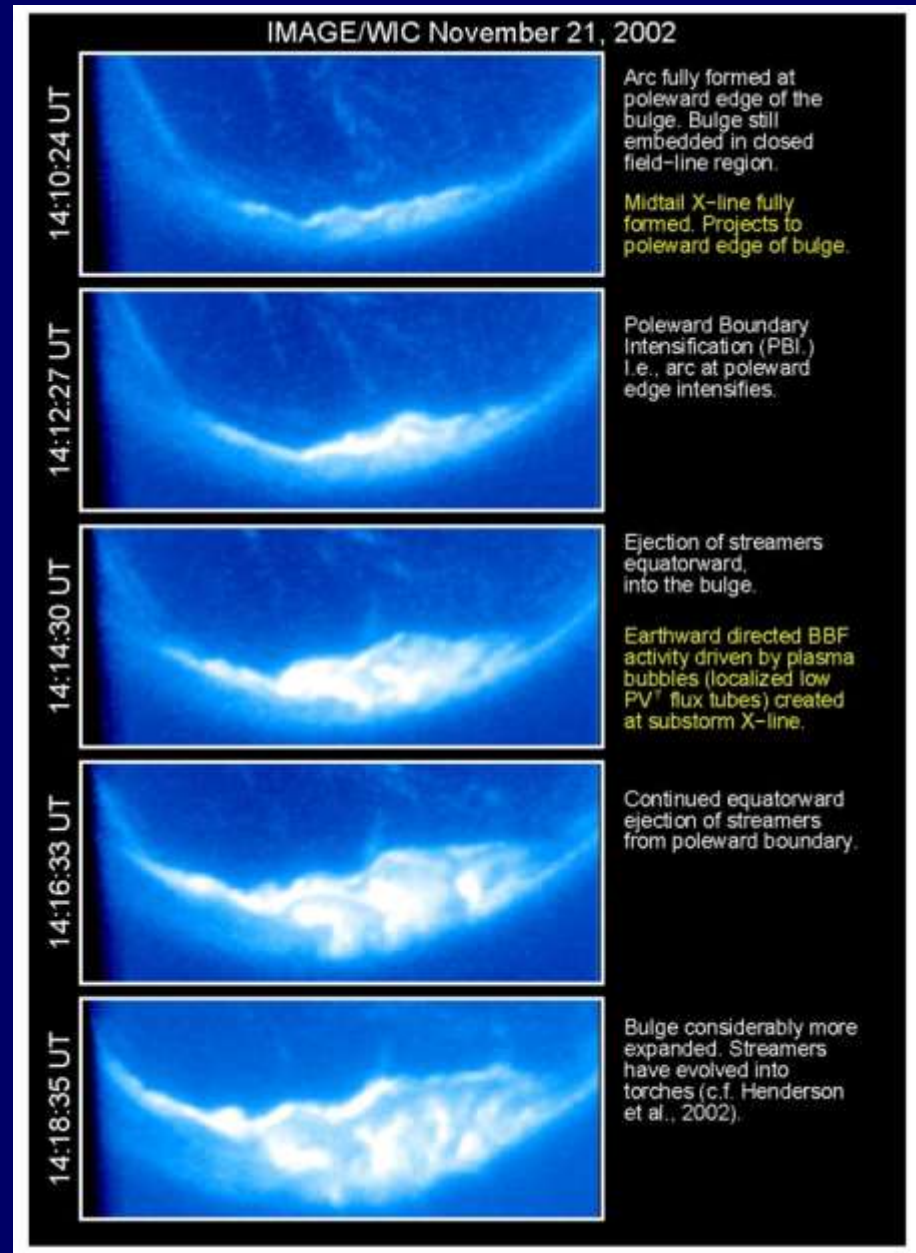 IMAGE/WIC November 21, 2002
14:10:24 UT
Arc fully formed at
poleward edge of the
bulge. Bulge still
embedded in closed
field-line region.
Midtail X-line fully
formed. Projects to
poleward edge of bulge.
14:12:27 UT
Poleward Boundary
Intensification (PBI.)
I.e., arc at poleward
edge intensifies.
14:14:30 UT
Ejection of streamers
equatorward,
into the bulge.
Earthward directed BBF
activity driven by plasma
bubbles (localized low
PVᵞ flux tubes) created
at substorm X-line.
14:16:33 UT
Continued equatorward
ejection of streamers
from poleward boundary.
14:18:35 UT
Bulge considerably more
expanded. Streamers
have evolved into
torches (c.f. Henderson
et al., 2002).